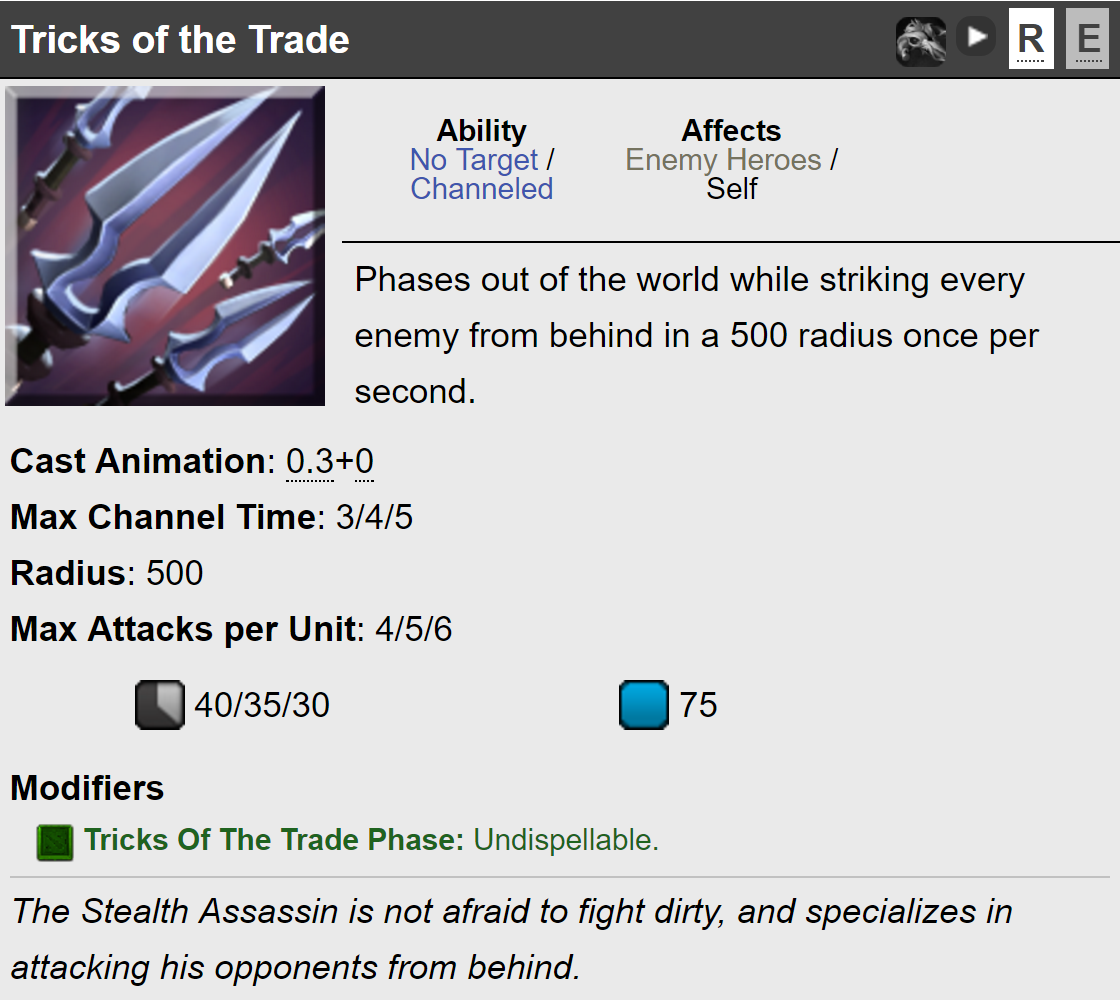 Tricks of the Trade
R E
Ability
No Target /
Channeled
Affects
Enemy Heroes /
Self
Phases out of the world while striking every
enemy from behind in a 500 radius once per
second.
Cast Animation: 0.3+0
Max Channel Time: 3/4/5
Radius: 500
Max Attacks per Unit: 4/5/6
40/35/30 75
Modifiers
Tricks Of The Trade Phase: Undispellable.
The Stealth Assassin is not afraid to fight dirty, and specializes in
attacking his opponents from behind.